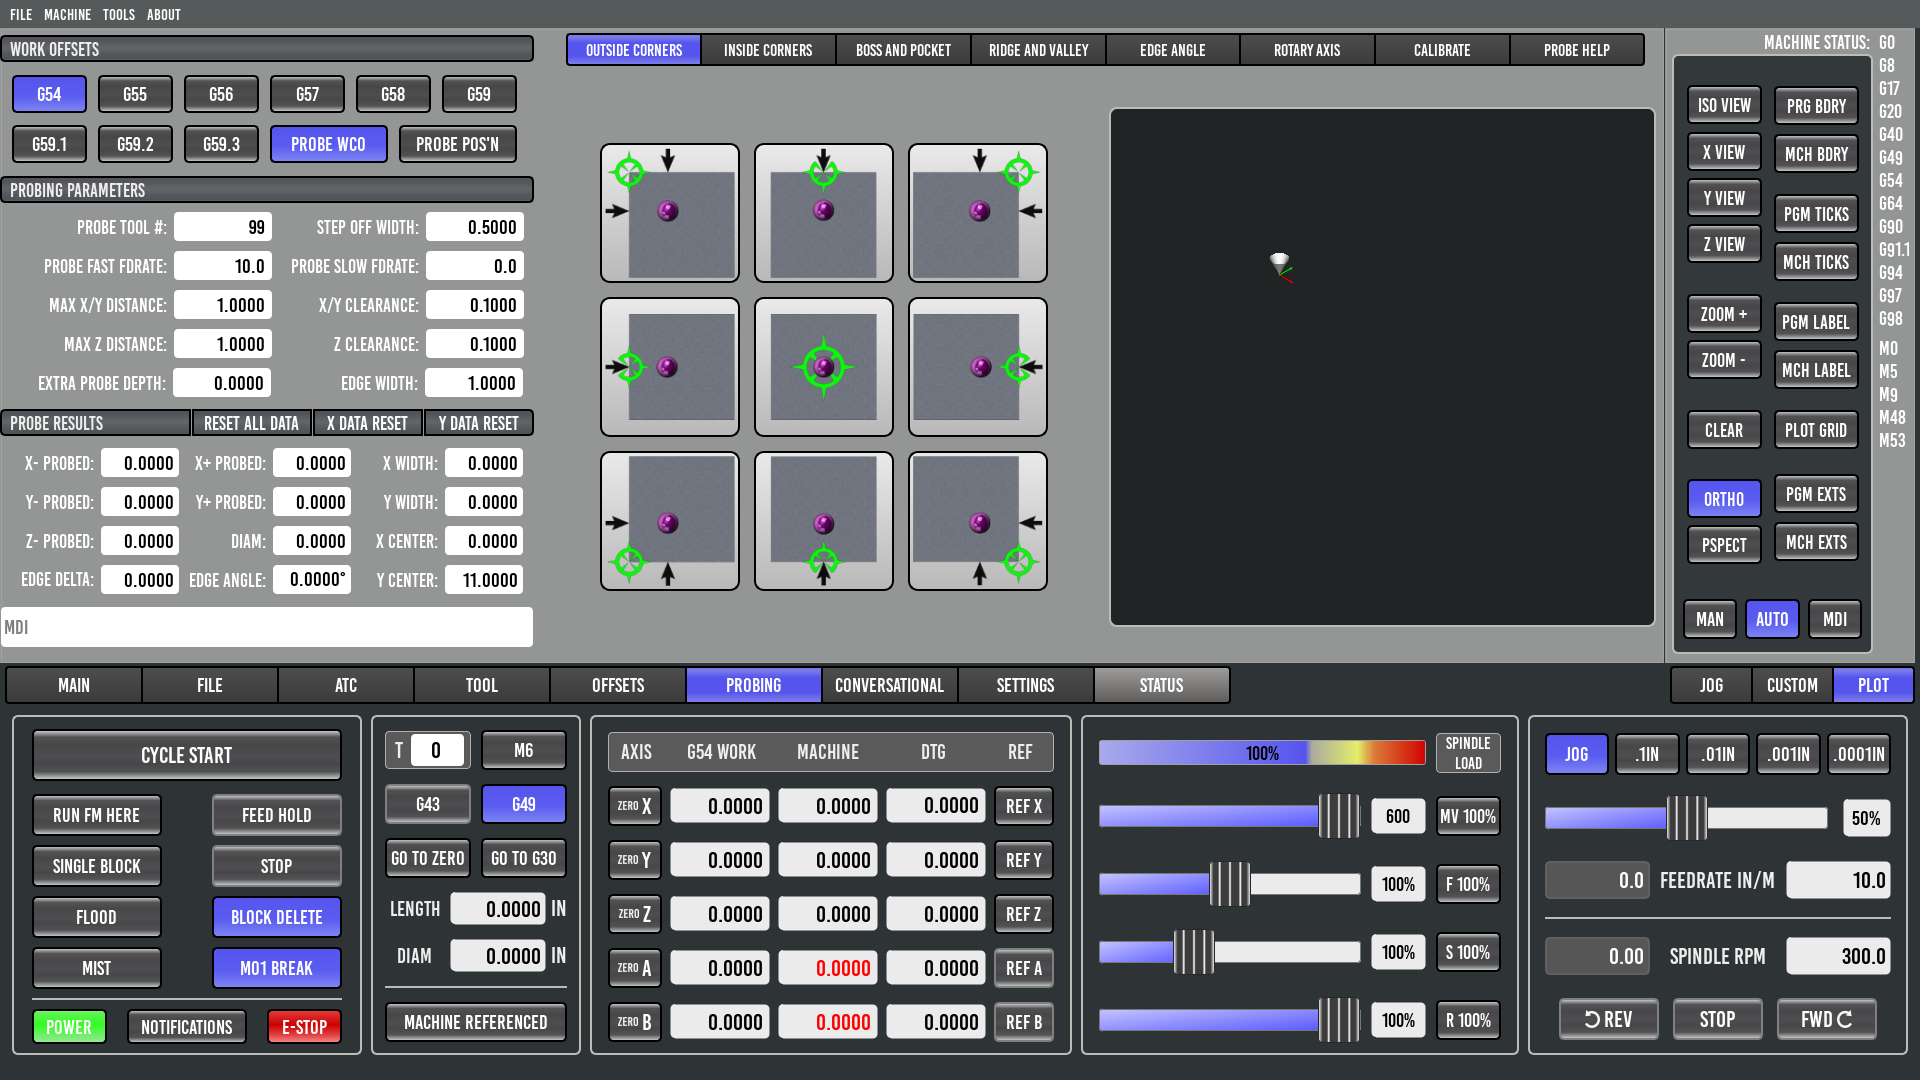 FILE MACHINE TOOLS ABOUT
WORK OFFSETS
G54 G55 G56 G57 G58 G59
G59.1 G59.2 G59.3 PROBE WCO PROBE POS'N
PROBING PARAMETERS
PROBE TOOL #: 99 STEP OFF WIDTH: 0.5000
PROBE FAST FDRATE: 10.0 PROBE SLOW FDRATE: 0.0
MAX X/Y DISTANCE: 1.0000 X/Y CLEARANCE: 0.1000
MAX Z DISTANCE: 1.0000 Z CLEARANCE: 0.1000
EXTRA PROBE DEPTH: 0.0000 EDGE WIDTH: 1.0000
PROBE RESULTS RESET ALL DATA X DATA RESET Y DATA RESET
X- PROBED: 0.0000 X+ PROBED: 0.0000 X WIDTH: 0.0000
Y- PROBED: 0.0000 Y+ PROBED: 0.0000 Y WIDTH: 0.0000
Z- PROBED: 0.0000 DIAM: 0.0000 X CENTER: 0.0000
EDGE DELTA: 0.0000 EDGE ANGLE: 0.0000° Y CENTER: 11.0000
MDI
OUTSIDE CORNERS INSIDE CORNERS BOSS AND POCKET RIDGE AND VALLEY EDGE ANGLE ROTARY AXIS CALIBRATE PROBE HELP
MACHINE STATUS: G0
G8
G17
G20
G40
G49
G54
G64
G90
G91.1
G94
G97
G98
M0
M5
M9
M48
M53
ISO VIEW PRG BDRY
X VIEW MCH BDRY
Y VIEW PGM TICKS
Z VIEW MCH TICKS
ZOOM + PGM LABEL
ZOOM - MCH LABEL
CLEAR PLOT GRID
ORTHO PGM EXTS
PSPECT MCH EXTS
MAN AUTO MDI
MAIN FILE ATC TOOL OFFSETS PROBING CONVERSATIONAL SETTINGS STATUS JOG CUSTOM PLOT
CYCLE START
RUN FM HERE FEED HOLD
SINGLE BLOCK STOP
FLOOD BLOCK DELETE
MIST M01 BREAK
POWER NOTIFICATIONS E-STOP
T 0 M6
G43 G49
GO TO ZERO GO TO G30
LENGTH 0.0000 IN
DIAM 0.0000 IN
MACHINE REFERENCED
AXIS G54 WORK MACHINE DTG REF
ZERO X 0.0000 0.0000 0.0000 REF X
ZERO Y 0.0000 0.0000 0.0000 REF Y
ZERO Z 0.0000 0.0000 0.0000 REF Z
ZERO A 0.0000 0.0000 0.0000 REF A
ZERO B 0.0000 0.0000 0.0000 REF B
100% SPINDLE LOAD
600 MV 100%
100% F 100%
100% S 100%
100% R 100%
JOG .1IN .01IN .001IN .0001IN
50%
0.0 FEEDRATE IN/M 10.0
0.00 SPINDLE RPM 300.0
REV STOP FWD